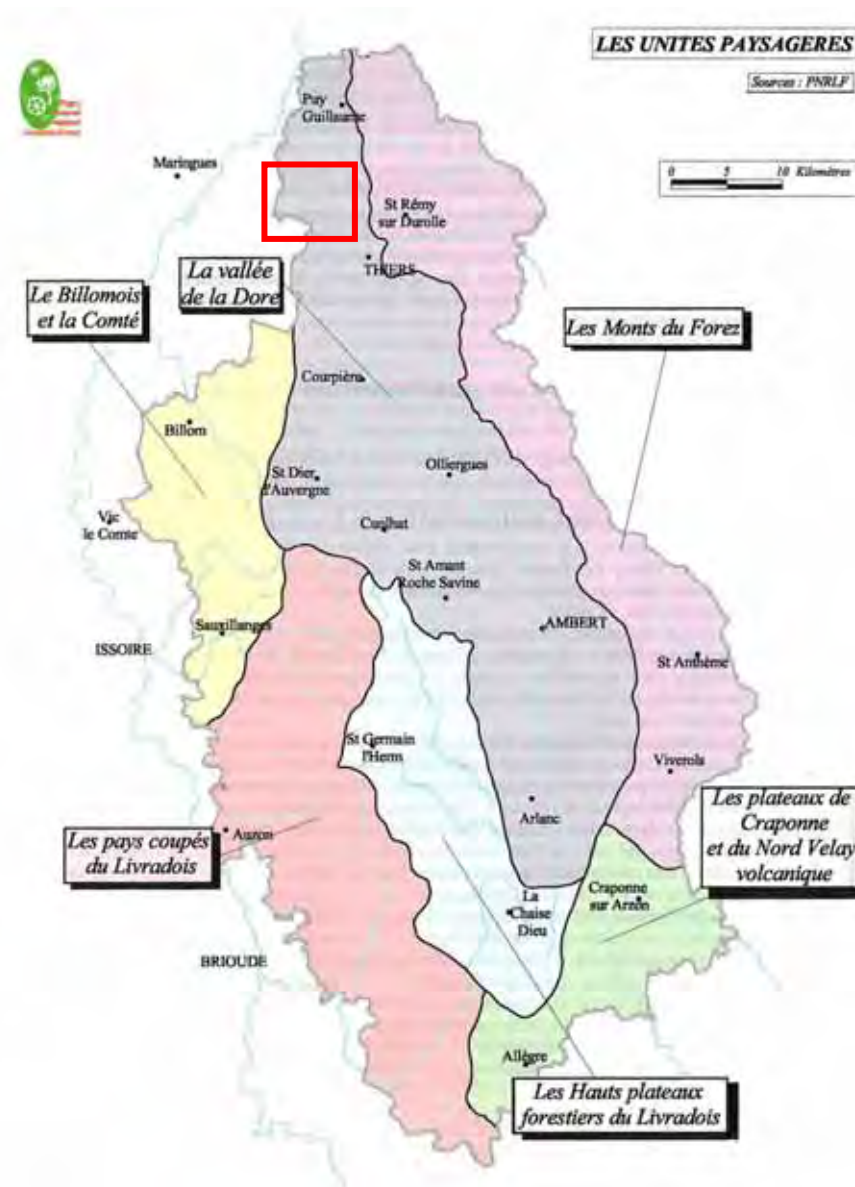 LES UNITES PAYSAGERES
Sources : PNRLF
0 5 10 Kilomètres
Puy
Guillaume
Maringues
St Rémy
sur Durolle
THIERS
La vallée
de la Dore
Le Billomois
et la Comté
Les Monts du Forez
Courpière
Billom
St Dier
d'Auvergne
Olliergues
Vic
le Comte
Cunlhat
St Amant
Roche Savine
AMBERT
Sauxillanges
ISSOIRE
St Anthème
St Germain
l'Herm
Viverols
Arlanc
Les plateaux de
Craponne
et du Nord Velay
volcanique
Auzon
Les pays coupés
du Livradois
La
Chaise
Dieu
Craponne
sur Arzon
BRIOUDE
Allègre
Les Hauts plateaux
forestiers du Livradois